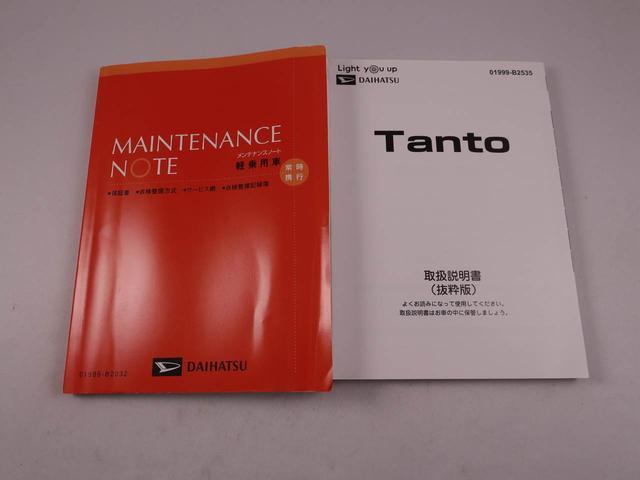 MAINTENANCE
NOTE
メンテナンスノート
軽乗用車
常時
携行
●保証書 ●点検整備方式 ●サービス網 ●点検整備記録簿
DAIHATSU
01999-B2032
Light you up
DAIHATSU
01999-B2535
Tanto
取扱説明書
（抜粋版）
よくお読みになって使用してください。
取扱説明書はお車の中に保管しましょう。